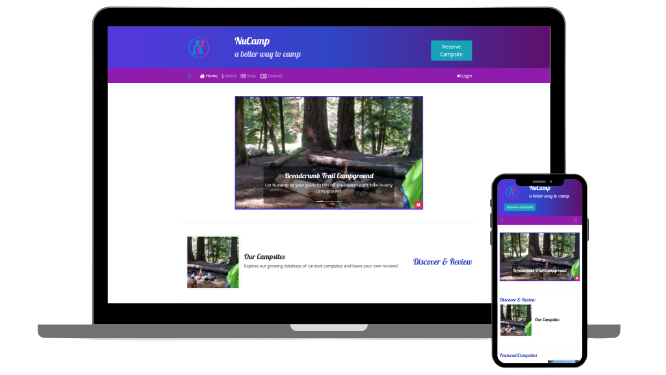 NuCamp
a better way to camp
Reserve
Campsite
Home About Sites Contact
Login
Breadcrumb Trail Campground
Let NuCamp be your guide to this off-the-beaten-path, hike-in-only
campground.
Our Campsites
Explore our growing database of curated campsites and leave your own reviews!
Discover & Review
NuCamp
a better way to camp
Reserve Campsite
Breadcrumb Trail Campground
Discover & Review
Our Campsites
Featured Campsites